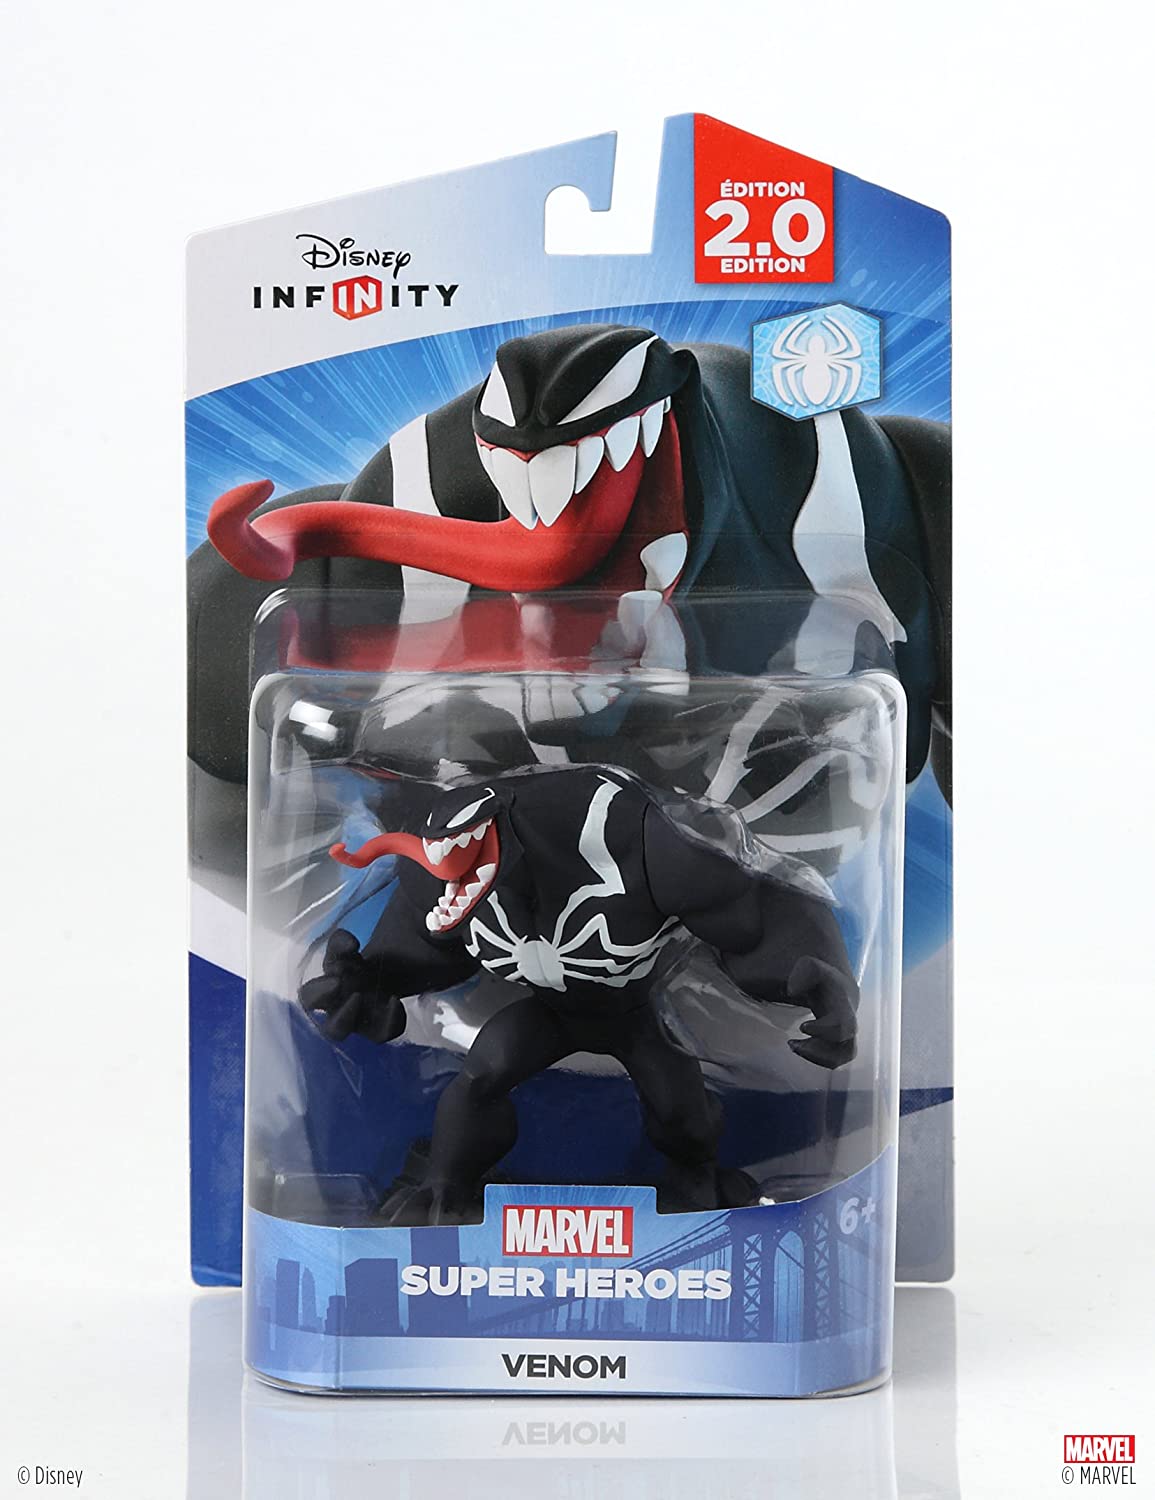 Disney
INFINITY
ÉDITION
2.0
EDITION
6+
MARVEL
SUPER HEROES
VENOM
VENOM
© Disney
MARVEL
© MARVEL